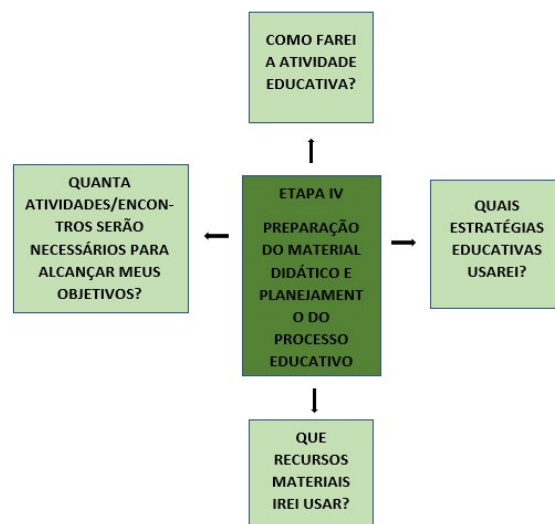 COMO FAREI
A ATIVIDADE
EDUCATIVA?
QUANTA
ATIVIDADES/ENCON-
TROS SERÃO
NECESSÁRIOS PARA
ALCANÇAR MEUS
OBJETIVOS?
ETAPA IV
PREPARAÇÃO
DO MATERIAL
DIDÁTICO E
PLANEJAMENT
O DO
PROCESSO
EDUCATIVO
QUAIS
ESTRATÉGIAS
EDUCATIVAS
USAREI?
QUE
RECURSOS
MATERIAIS
IREI USAR?